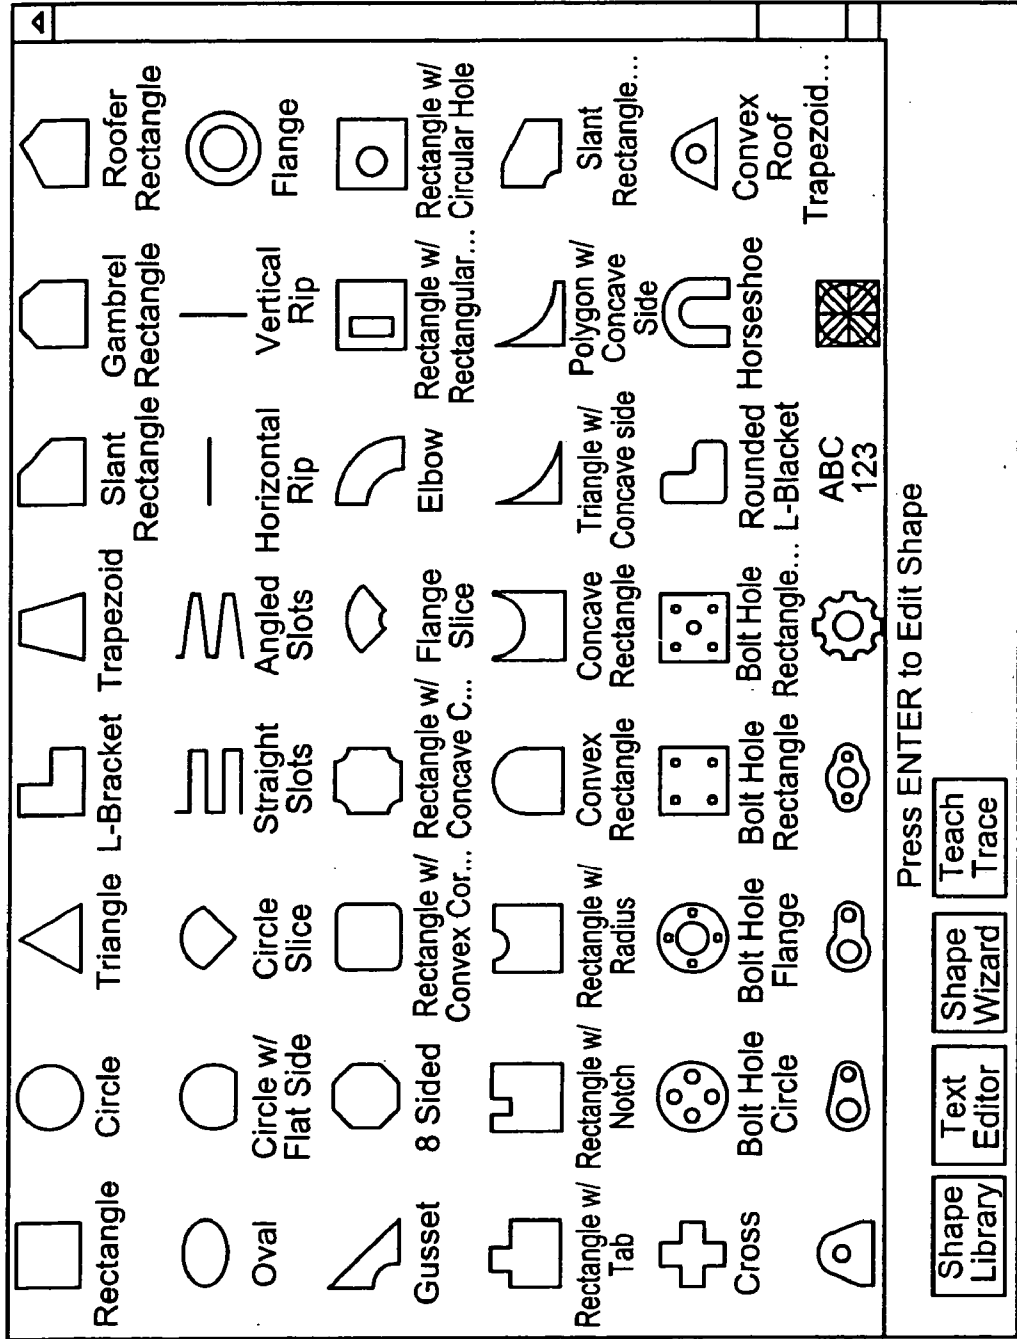 Rectangle
Circle
Triangle
L-Bracket
Trapezoid
Slant
Rectangle
Gambrel
Rectangle
Roofer
Rectangle
Oval
Circle w/
Flat Side
Circle
Slice
Straight
Slots
Angled
Slots
Horizontal
Rip
Vertical
Rip
Flange
Gusset
8 Sided
Rectangle w/
Convex Cor...
Rectangle w/
Concave C...
Flange
Slice
Elbow
Rectangle w/
Rectangular...
Rectangle w/
Circular Hole
Rectangle w/
Tab
Rectangle w/
Notch
Rectangle w/
Radius
Convex
Rectangle
Concave
Rectangle
Triangle w/
Concave side
Polygon w/
Concave
Side
Slant
Rectangle...
Cross
Bolt Hole
Circle
Bolt Hole
Flange
Bolt Hole
Rectangle
Bolt Hole
Rectangle...
Rounded
L-Blacket
Horseshoe
Convex
Roof
Trapezoid...
ABC
123
Press ENTER to Edit Shape
Shape
Library
Text
Editor
Shape
Wizard
Teach
Trace